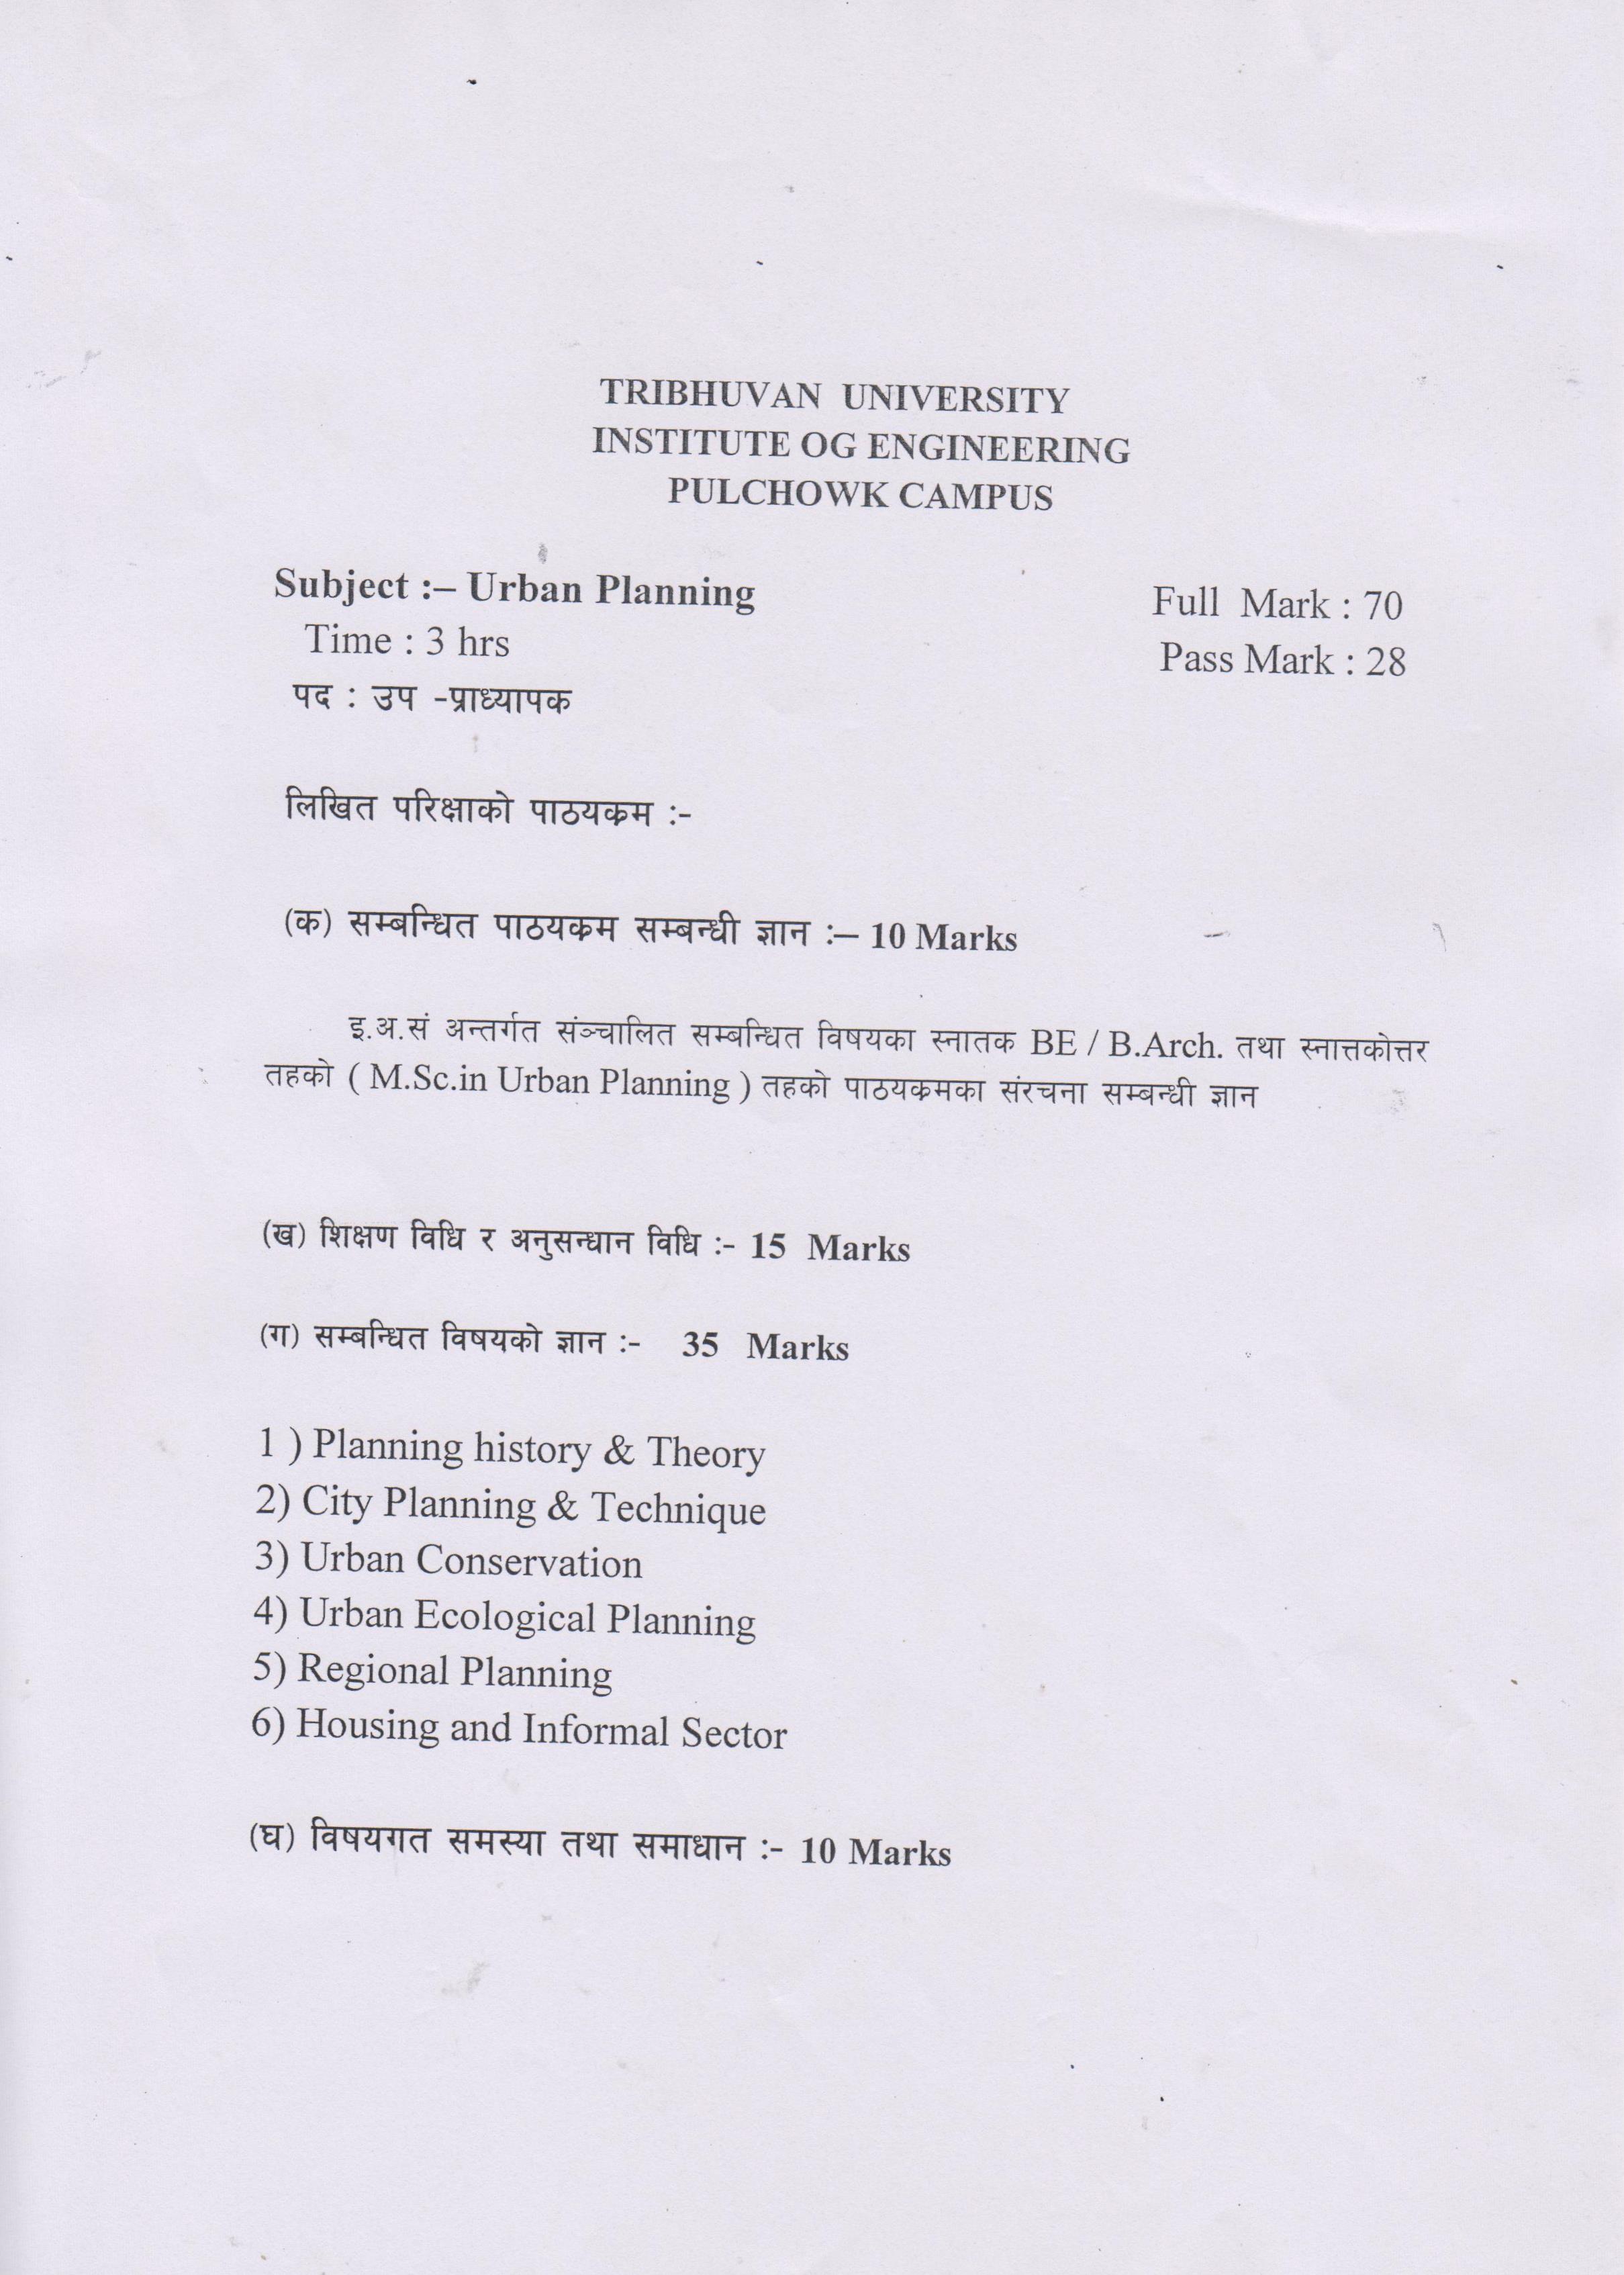 TRIBHUVAN UNIVERSITY
INSTITUTE OG ENGINEERING
PULCHOWK CAMPUS
Subject :– Urban Planning
Full Mark : 70
Time : 3 hrs
Pass Mark : 28
पद : उप -प्राध्यापक
लिखित परिक्षाको पाठयक्रम :-
(क) सम्बन्धित पाठयक्रम सम्बन्धी ज्ञान :– 10 Marks
इ.अ.सं अन्तर्गत संञ्चालित सम्बन्धित विषयका स्नातक BE / B.Arch. तथा स्नात्तकोत्तर
तहको ( M.Sc.in Urban Planning ) तहको पाठयक्रमका संरचना सम्बन्धी ज्ञान
(ख) शिक्षण विधि र अनुसन्धान विधि :- 15 Marks
(ग) सम्बन्धित विषयको ज्ञान :- 35 Marks
1 ) Planning history & Theory
2) City Planning & Technique
3) Urban Conservation
4) Urban Ecological Planning
5) Regional Planning
6) Housing and Informal Sector
(घ) विषयगत समस्या तथा समाधान :- 10 Marks